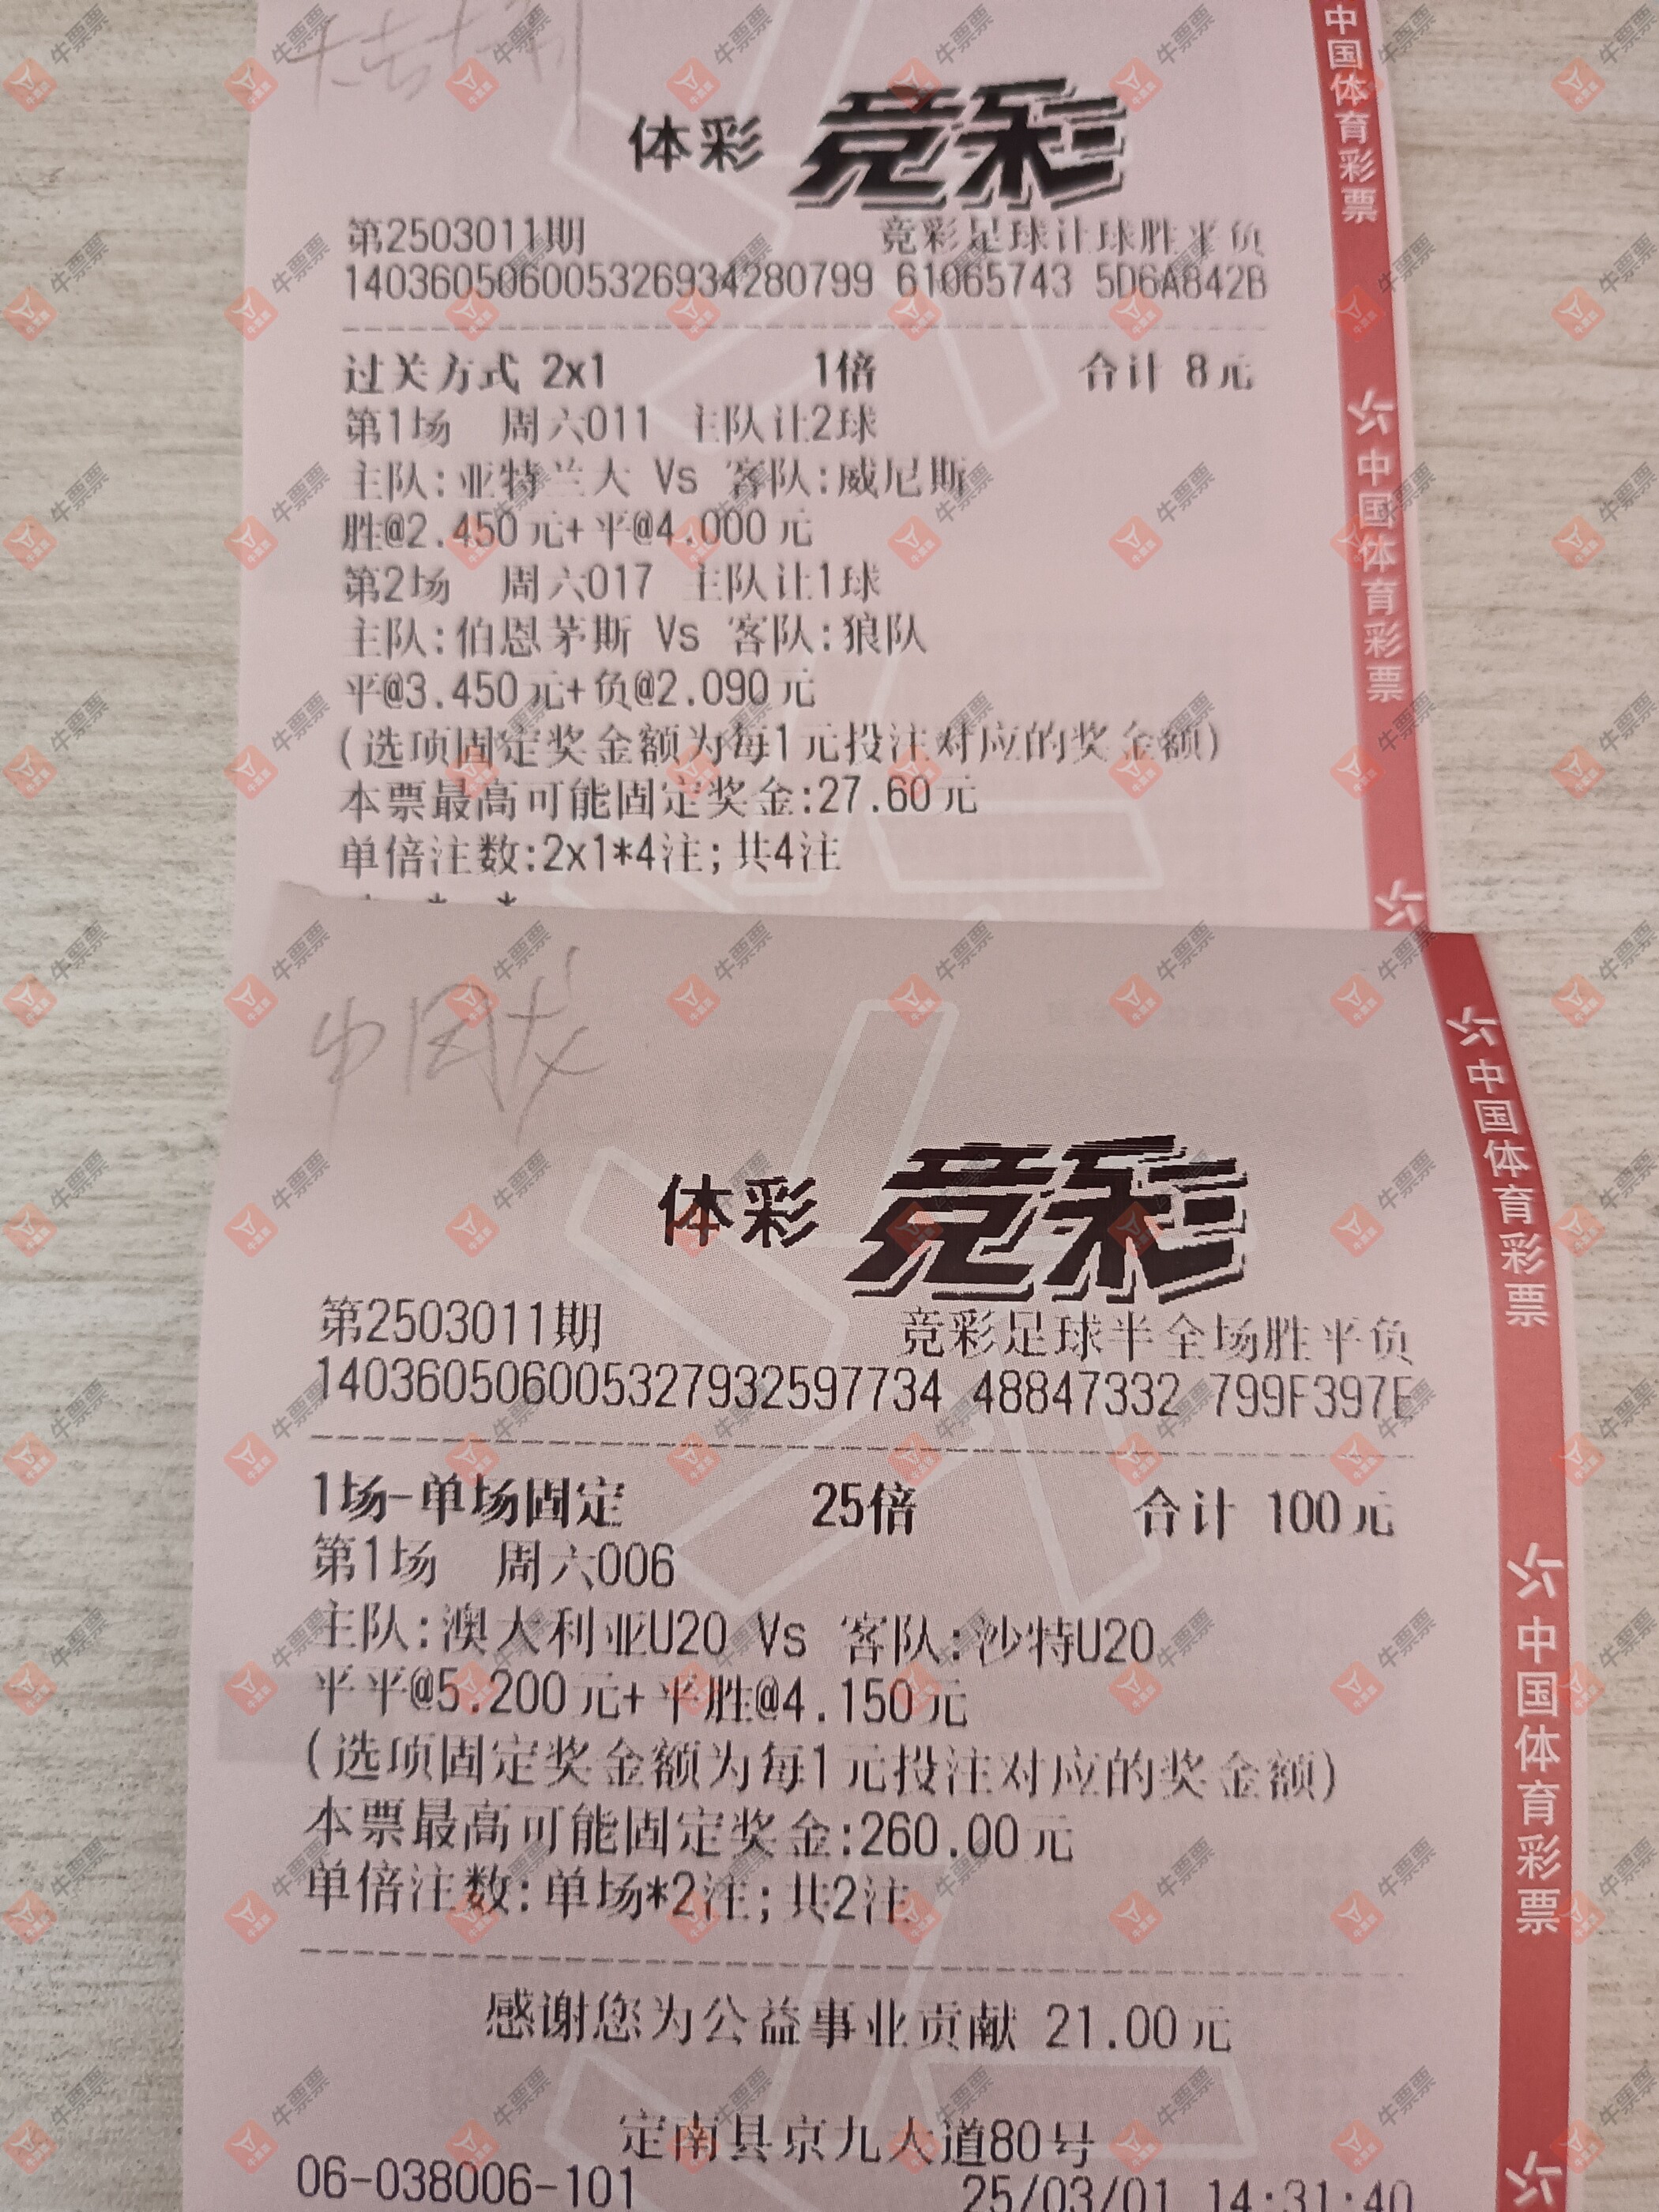 体彩 竞彩
第2503011期 竞彩足球让球胜平负
140360506005326934280799 61065743 5D6A842B
过关方式 2x1 1倍 合计 8元
第1场 周六011 主队让2球
主队:亚特兰大 Vs 客队:威尼斯
胜@2.450元+平@4.000元
第2场 周六017 主队让1球
主队:伯恩茅斯 Vs 客队:狼队
平@3.450元+负@2.090元
(选项固定奖金额为每1元投注对应的奖金额)
本票最高可能固定奖金:27.60元
单倍注数:2x1*4注;共4注
中国龙
体彩 竞彩
第2503011期 竞彩足球半全场胜平负
140360506005327932597734 48847332 799F397E
1场-单场固定 25倍 合计 100元
第1场 周六006
主队:澳大利亚U20 Vs 客队:沙特U20
平平@5.200元+平胜@4.150元
(选项固定奖金额为每1元投注对应的奖金额)
本票最高可能固定奖金:260.00元
单倍注数:单场*2注;共2注
感谢您为公益事业贡献 21.00元
定南县京九大道80号
06-038006-101 25/03/01 14:31:40
中国体育彩票
中国体育彩票
中国体育彩票
中国体育彩票
牛票票